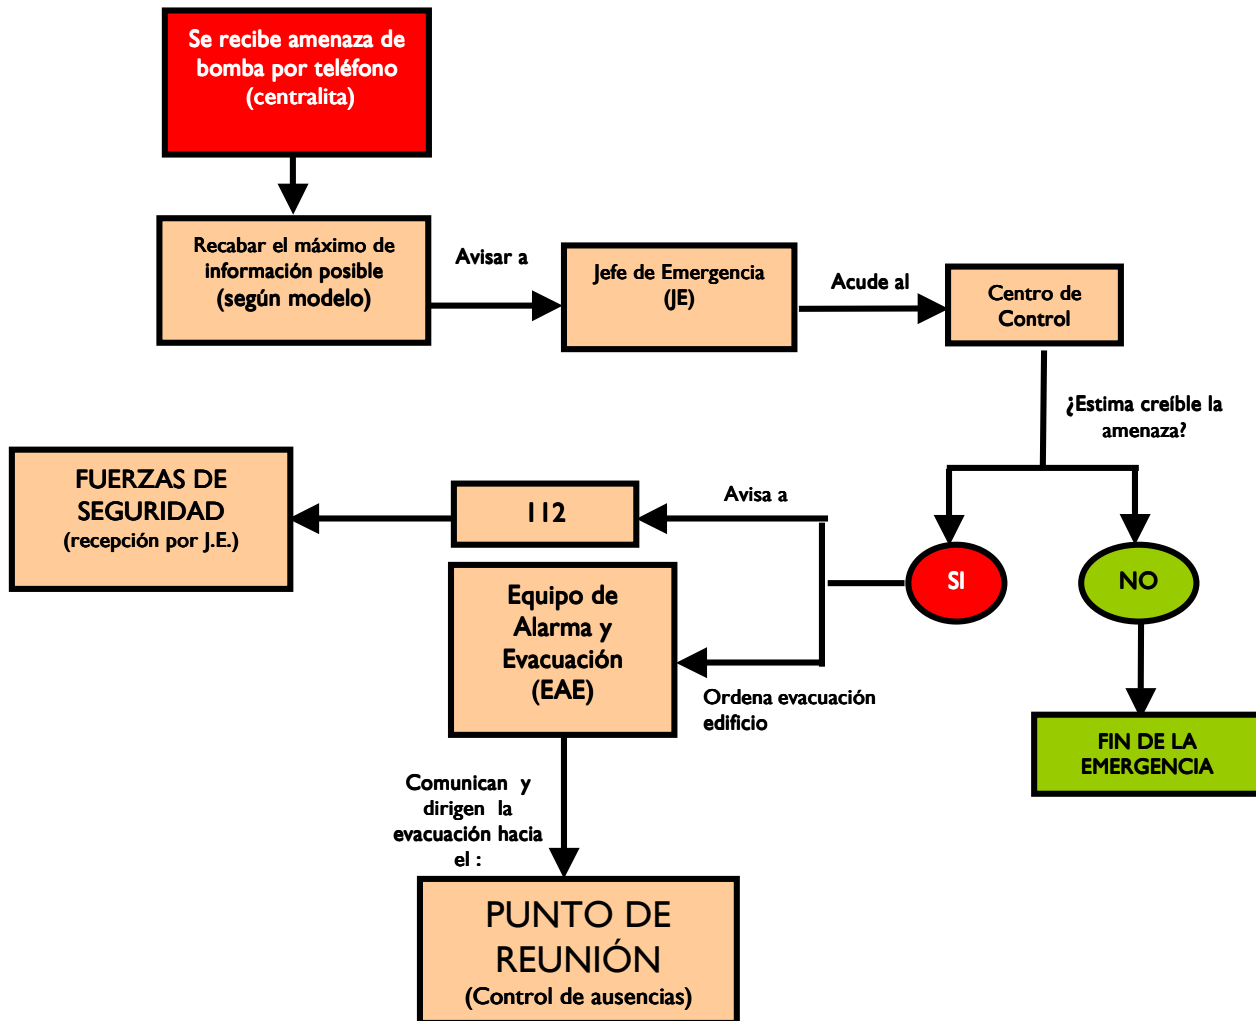 Se recibe amenaza de
bomba por teléfono
(centralita)
Recabar el máximo de
información posible
(según modelo)
Avisar a
Jefe de Emergencia
(JE)
Acude al
Centro de
Control
¿Estima creíble la
amenaza?
FUERZAS DE
SEGURIDAD
(recepción por J.E.)
112
Avisa a
SI
NO
Equipo de
Alarma y
Evacuación
(EAE)
Ordena evacuación
edificio
FIN DE LA
EMERGENCIA
Comunican y
dirigen la
evacuación hacia
el :
PUNTO DE
REUNIÓN
(Control de ausencias)